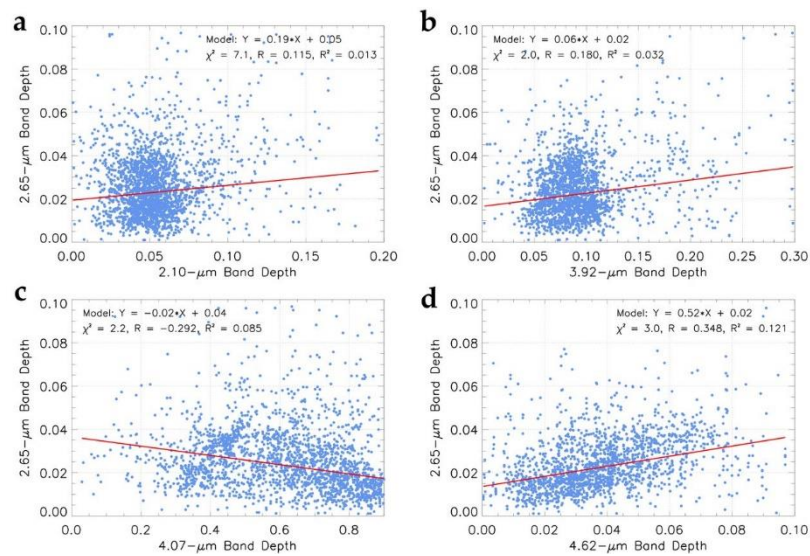 a
Model: Y = 0.19*X + 0.05
χ² = 7.1, R = 0.115, R² = 0.013
0.10
0.08
0.06
0.04
0.02
0.00
2.65-μm Band Depth
0.00 0.05 0.10 0.15 0.20
2.10-μm Band Depth
b
Model: Y = 0.06*X + 0.02
χ² = 2.0, R = 0.180, R² = 0.032
0.10
0.08
0.06
0.04
0.02
0.00
2.65-μm Band Depth
0.00 0.05 0.10 0.15 0.20 0.25 0.30
3.92-μm Band Depth
c
Model: Y = -0.02*X + 0.04
χ² = 2.2, R = -0.292, R² = 0.085
0.10
0.08
0.06
0.04
0.02
0.00
2.65-μm Band Depth
0.0 0.2 0.4 0.6 0.8
4.07-μm Band Depth
d
Model: Y = 0.52*X + 0.02
χ² = 3.0, R = 0.348, R² = 0.121
0.10
0.08
0.06
0.04
0.02
0.00
2.65-μm Band Depth
0.00 0.02 0.04 0.06 0.08 0.10
4.62-μm Band Depth